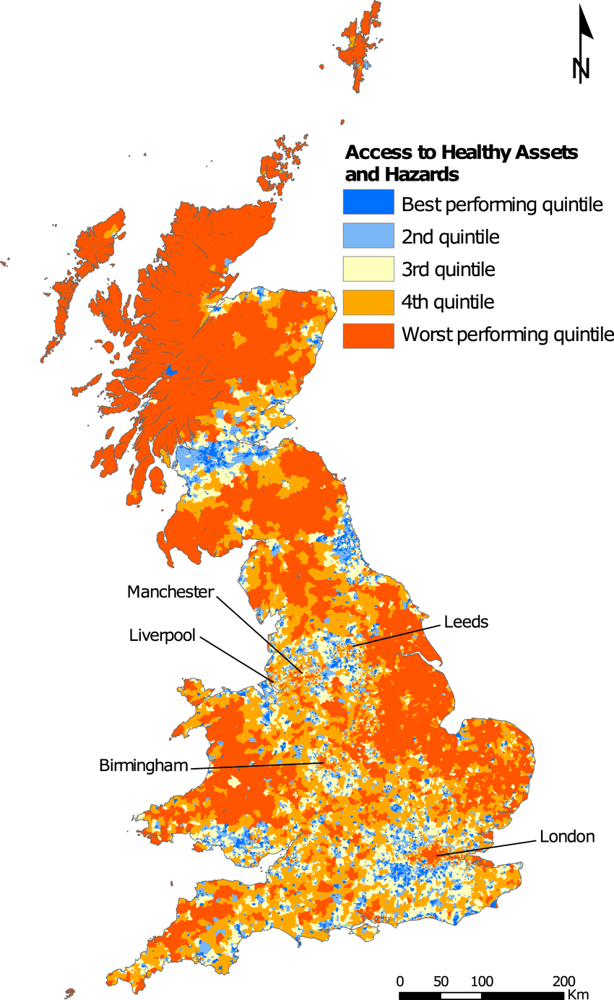 N
Access to Healthy Assets
and Hazards
Best performing quintile
2nd quintile
3rd quintile
4th quintile
Worst performing quintile
Manchester
Leeds
Liverpool
Birmingham
London
0 50 100 200
Km